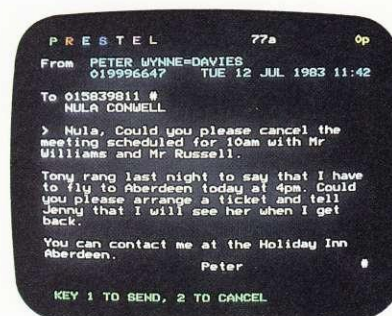 PRESTEL 77a 0p
From PETER WYNNE=DAVIES
019996647 TUE 12 JUL 1983 11:42
To 015839811 #
NULA CONWELL
> Nula, Could you please cancel the
meeting scheduled for 10am with Mr
Williams and Mr Russell.
Tony rang last night to say that I have
to fly to Aberdeen today at 4pm. Could
you please arrange a ticket and tell
Jenny that I will see her when I get
back.
You can contact me at the Holiday Inn
Aberdeen.
Peter #
KEY 1 TO SEND, 2 TO CANCEL